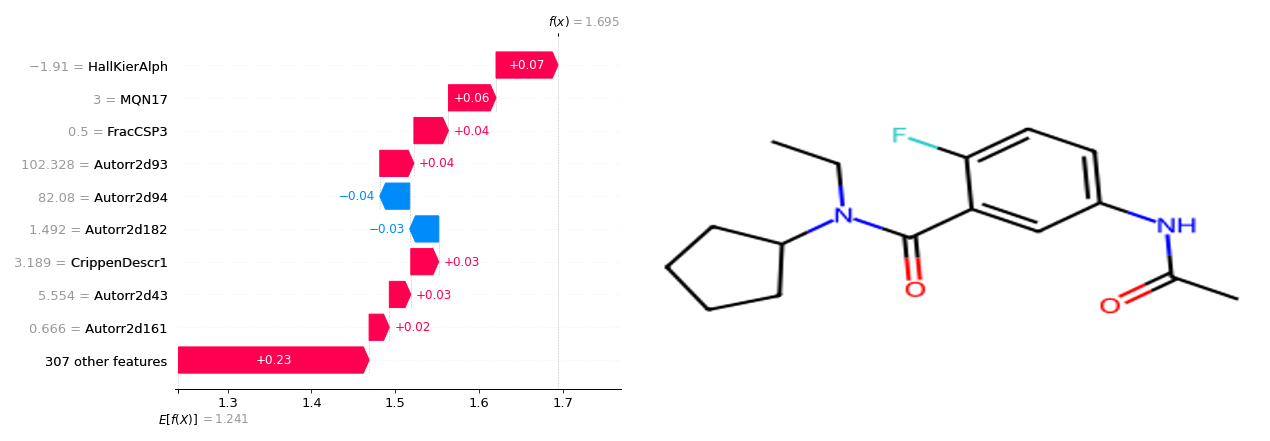 f(x) = 1.695
−1.91 = HallKierAlph
+0.07
3 = MQN17
+0.06
0.5 = FracCSP3
+0.04
102.328 = Autorr2d93
+0.04
82.08 = Autorr2d94
−0.04
1.492 = Autorr2d182
−0.03
3.189 = CrippenDescr1
+0.03
5.554 = Autorr2d43
+0.03
0.666 = Autorr2d161
+0.02
307 other features
+0.23
1.3 1.4 1.5 1.6 1.7
E[f(X)] = 1.241
F
N
NH
O
O